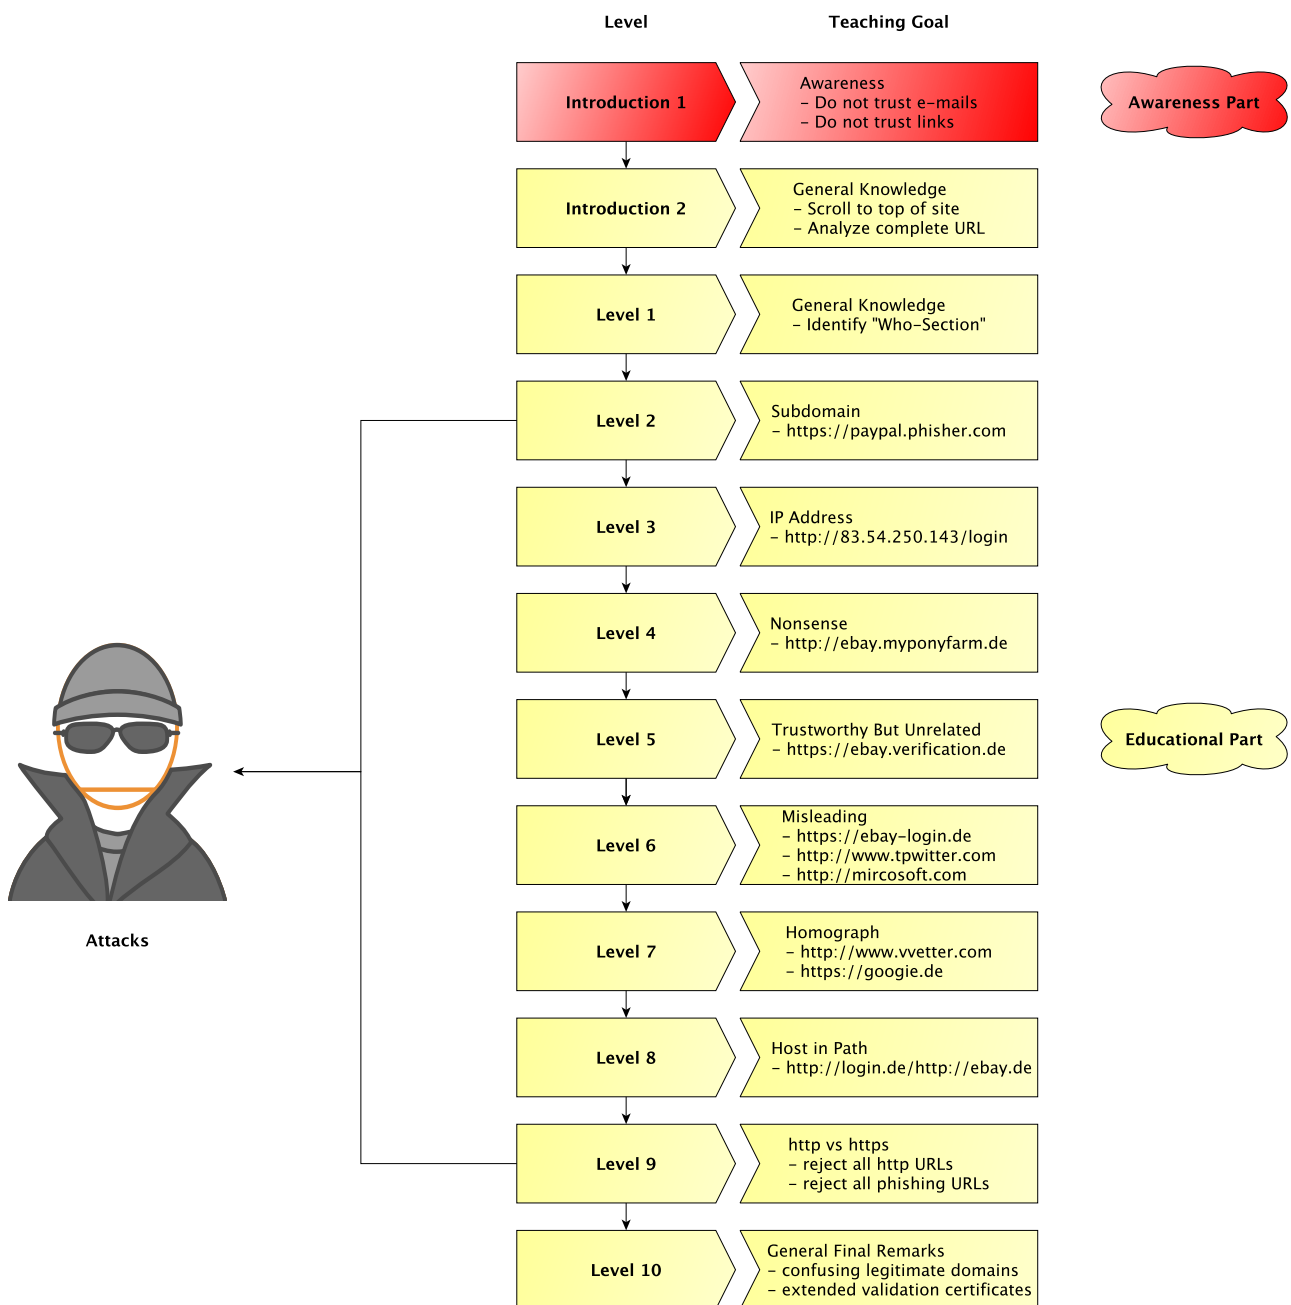 Level
Teaching Goal
Introduction 1
Awareness
- Do not trust e-mails
- Do not trust links
Awareness Part
Introduction 2
General Knowledge
- Scroll to top of site
- Analyze complete URL
Level 1
General Knowledge
- Identify "Who-Section"
Level 2
Subdomain
- https://paypal.phisher.com
Level 3
IP Address
- http://83.54.250.143/login
Level 4
Nonsense
- http://ebay.myponyfarm.de
Level 5
Trustworthy But Unrelated
- https://ebay.verification.de
Educational Part
Level 6
Misleading
- https://ebay-login.de
- http://www.tpwitter.com
- http://mircosoft.com
Attacks
Level 7
Homograph
- http://www.vvetter.com
- https://googie.de
Level 8
Host in Path
- http://login.de/http://ebay.de
Level 9
http vs https
- reject all http URLs
- reject all phishing URLs
Level 10
General Final Remarks
- confusing legitimate domains
- extended validation certificates